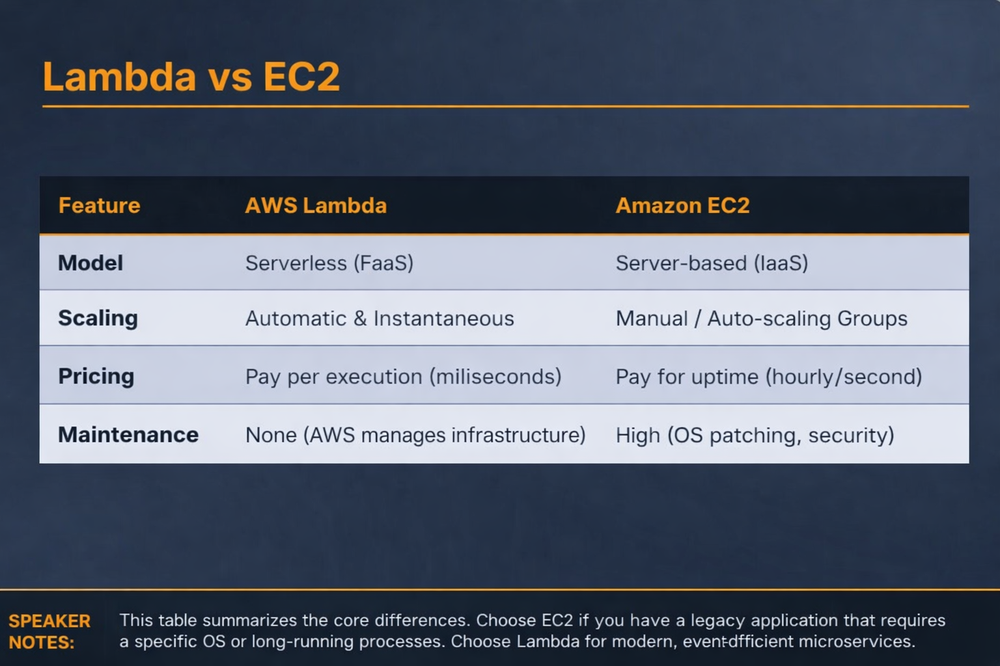 Lambda vs EC2
Feature AWS Lambda Amazon EC2
Model Serverless (FaaS) Server-based (IaaS)
Scaling Automatic & Instantaneous Manual / Auto-scaling Groups
Pricing Pay per execution (miliseconds) Pay for uptime (hourly/second)
Maintenance None (AWS manages infrastructure) High (OS patching, security)
SPEAKER NOTES:
This table summarizes the core differences. Choose EC2 if you have a legacy application that requires
a specific OS or long-running processes. Choose Lambda for modern, microservices.